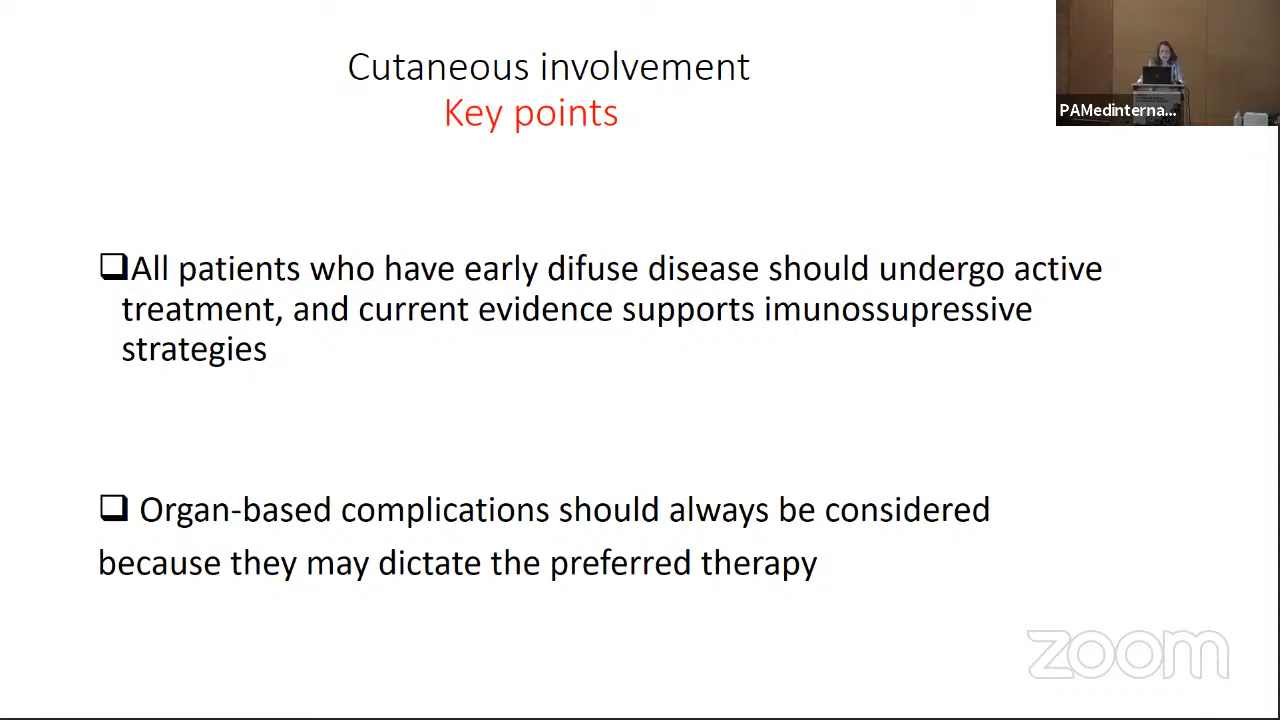 Cutaneous involvement
Key points
PAMedinterna...
All patients who have early difuse disease should undergo active
treatment, and current evidence supports imunossupressive
strategies
Organ-based complications should always be considered
because they may dictate the preferred therapy
zoom